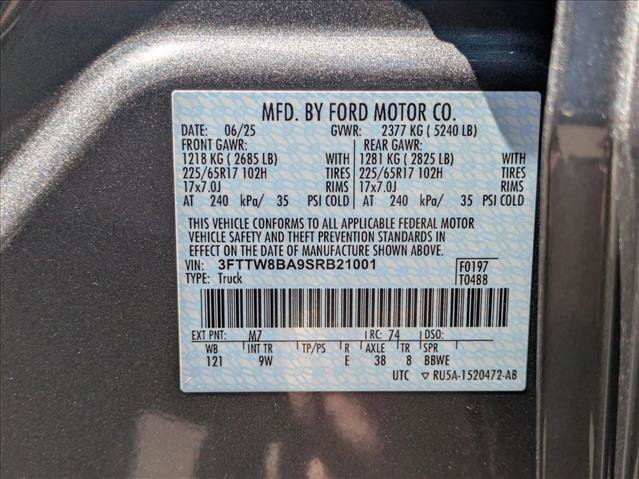 MFD. BY FORD MOTOR CO.
DATE: 06/25 GVWR: 2377 KG ( 5240 LB)
FRONT GAWR: REAR GAWR:
1218 KG ( 2685 LB) WITH 1281 KG ( 2825 LB) WITH
225/65R17 102H TIRES 225/65R17 102H TIRES
17x7.0J RIMS 17x7.0J RIMS
AT 240 kPa/ 35 PSI COLD AT 240 kPa/ 35 PSI COLD
THIS VEHICLE CONFORMS TO ALL APPLICABLE FEDERAL MOTOR
VEHICLE SAFETY AND THEFT PREVENTION STANDARDS IN
EFFECT ON THE DATE OF MANUFACTURE SHOWN ABOVE.
VIN: 3FTTW8BA9SRB21001 F0197
TYPE: Truck T0488
EXT PNT: M7 RC: 74 DSO:
WB INT TR TP/PS R AXLE TR SPR
121 9W E 38 8 BBWE
UTC ▽ RU5A-1520472-AB